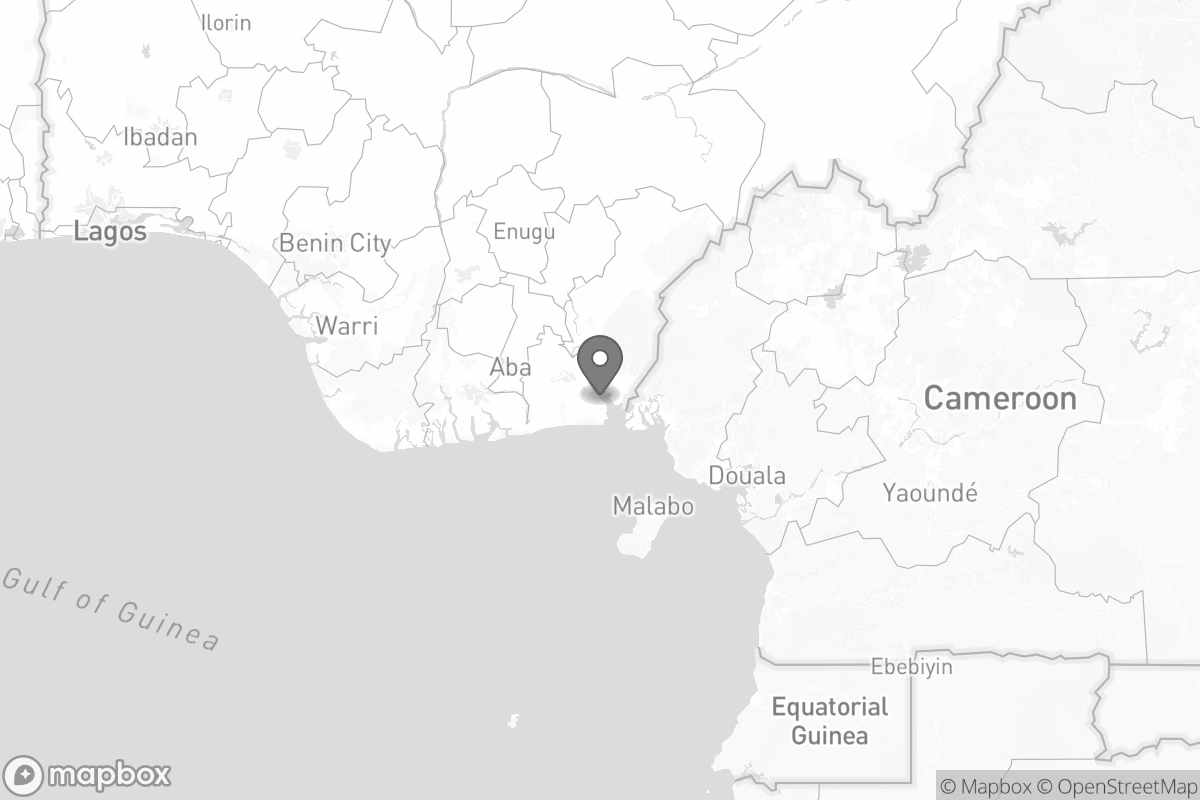 Ilorin
Ibadan
Lagos
Benin City
Enugu
Warri
Aba
Cameroon
Douala
Yaoundé
Malabo
Gulf of Guinea
Ebebiyin
Equatorial
Guinea
mapbox
© Mapbox © OpenStreetMap